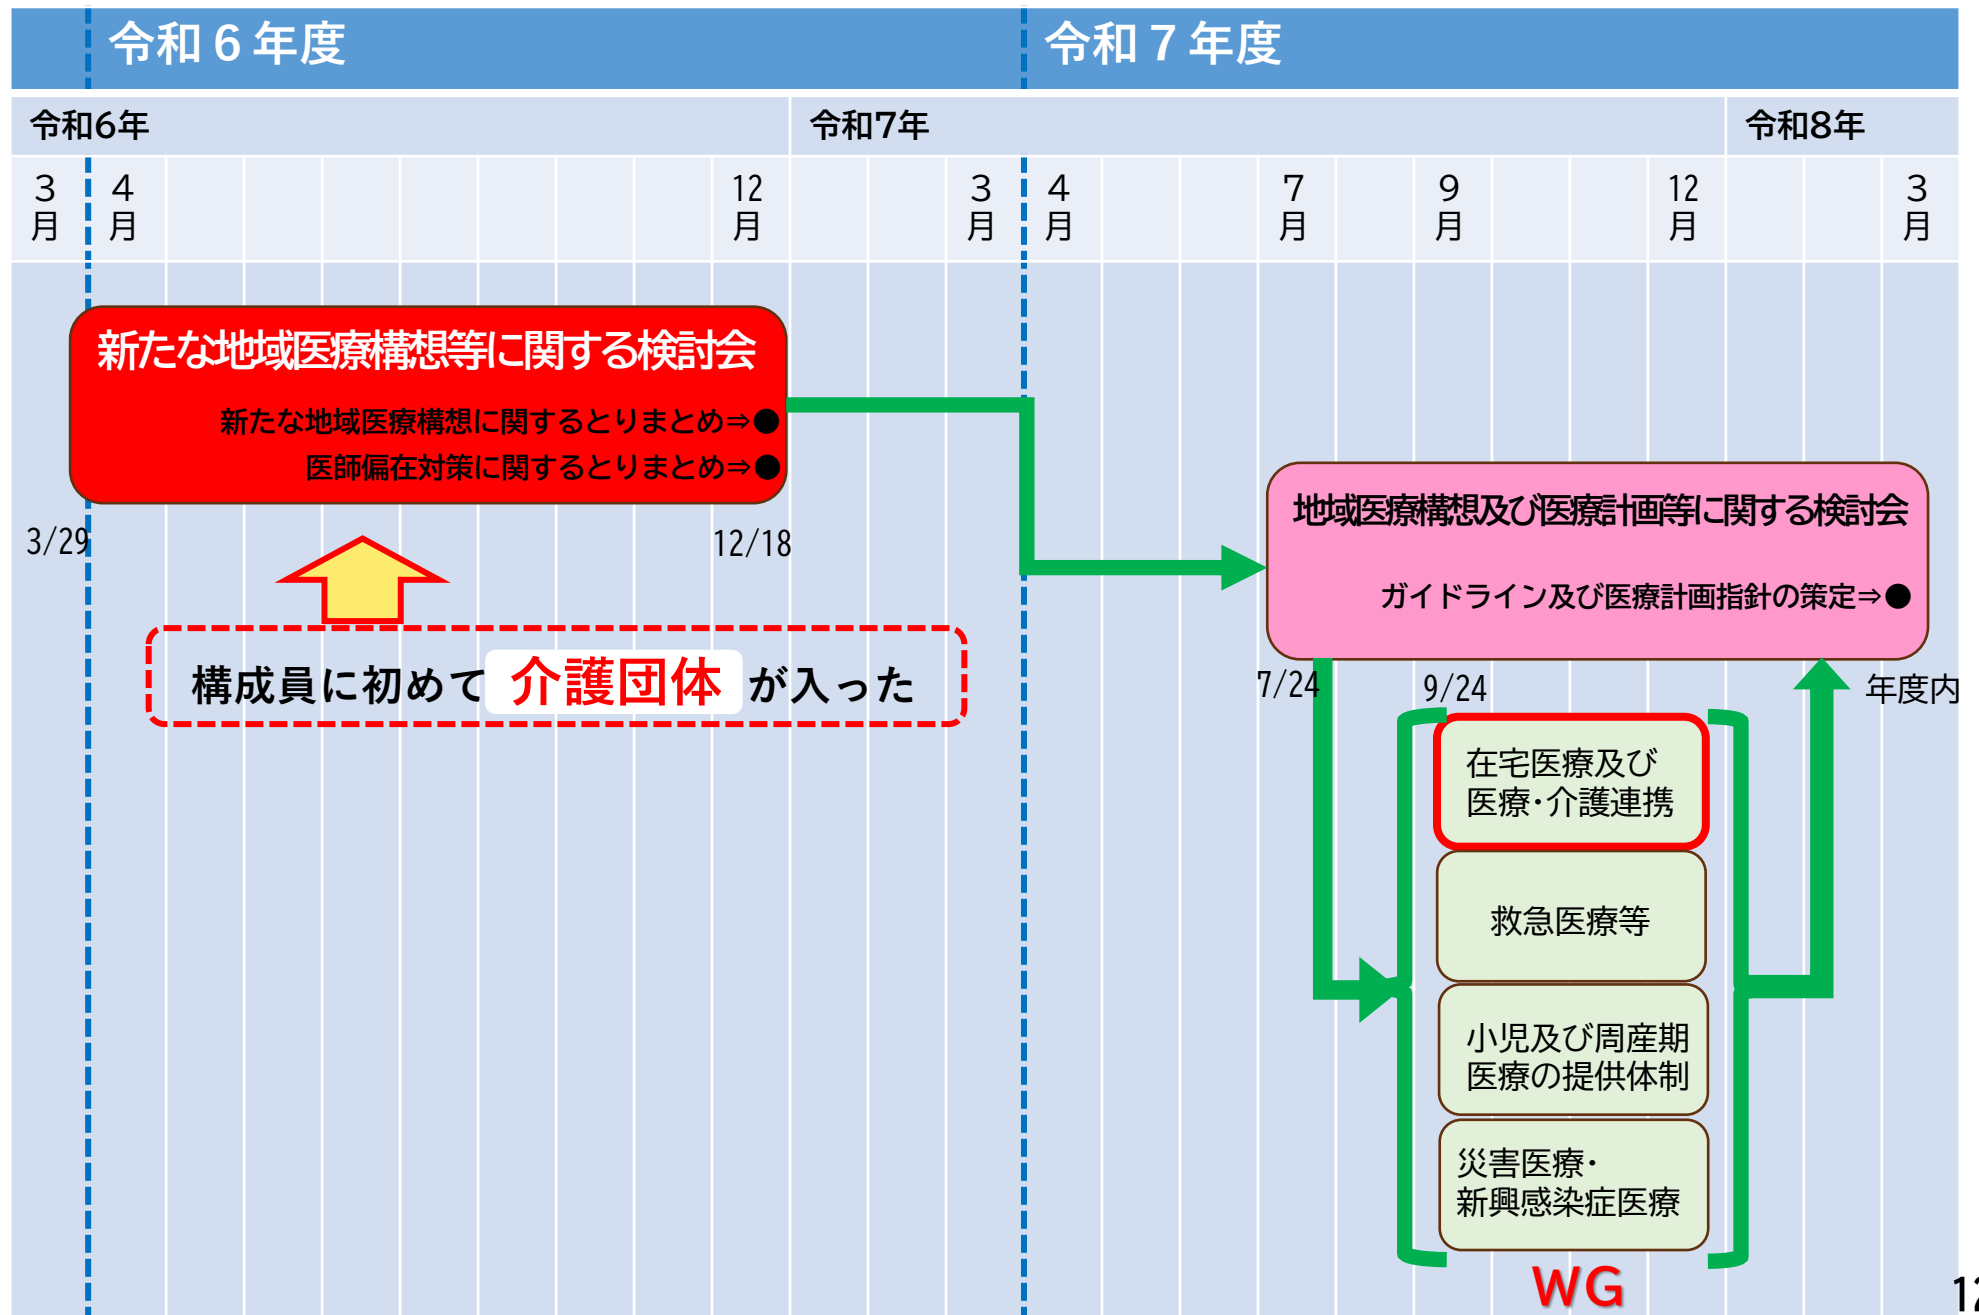 令和６年度
令和７年度
令和6年
令和7年
令和8年
3月
4月
12月
3月
4月
7月
9月
12月
3月
新たな地域医療構想等に関する検討会
新たな地域医療構想に関するとりまとめ⇒●
医師偏在対策に関するとりまとめ⇒●
3/29
12/18
構成員に初めて 介護団体 が入った
地域医療構想及び医療計画等に関する検討会
ガイドライン及び医療計画指針の策定⇒●
7/24
9/24
年度内
在宅医療及び
医療・介護連携
救急医療等
小児及び周産期
医療の提供体制
災害医療・
新興感染症医療
WG